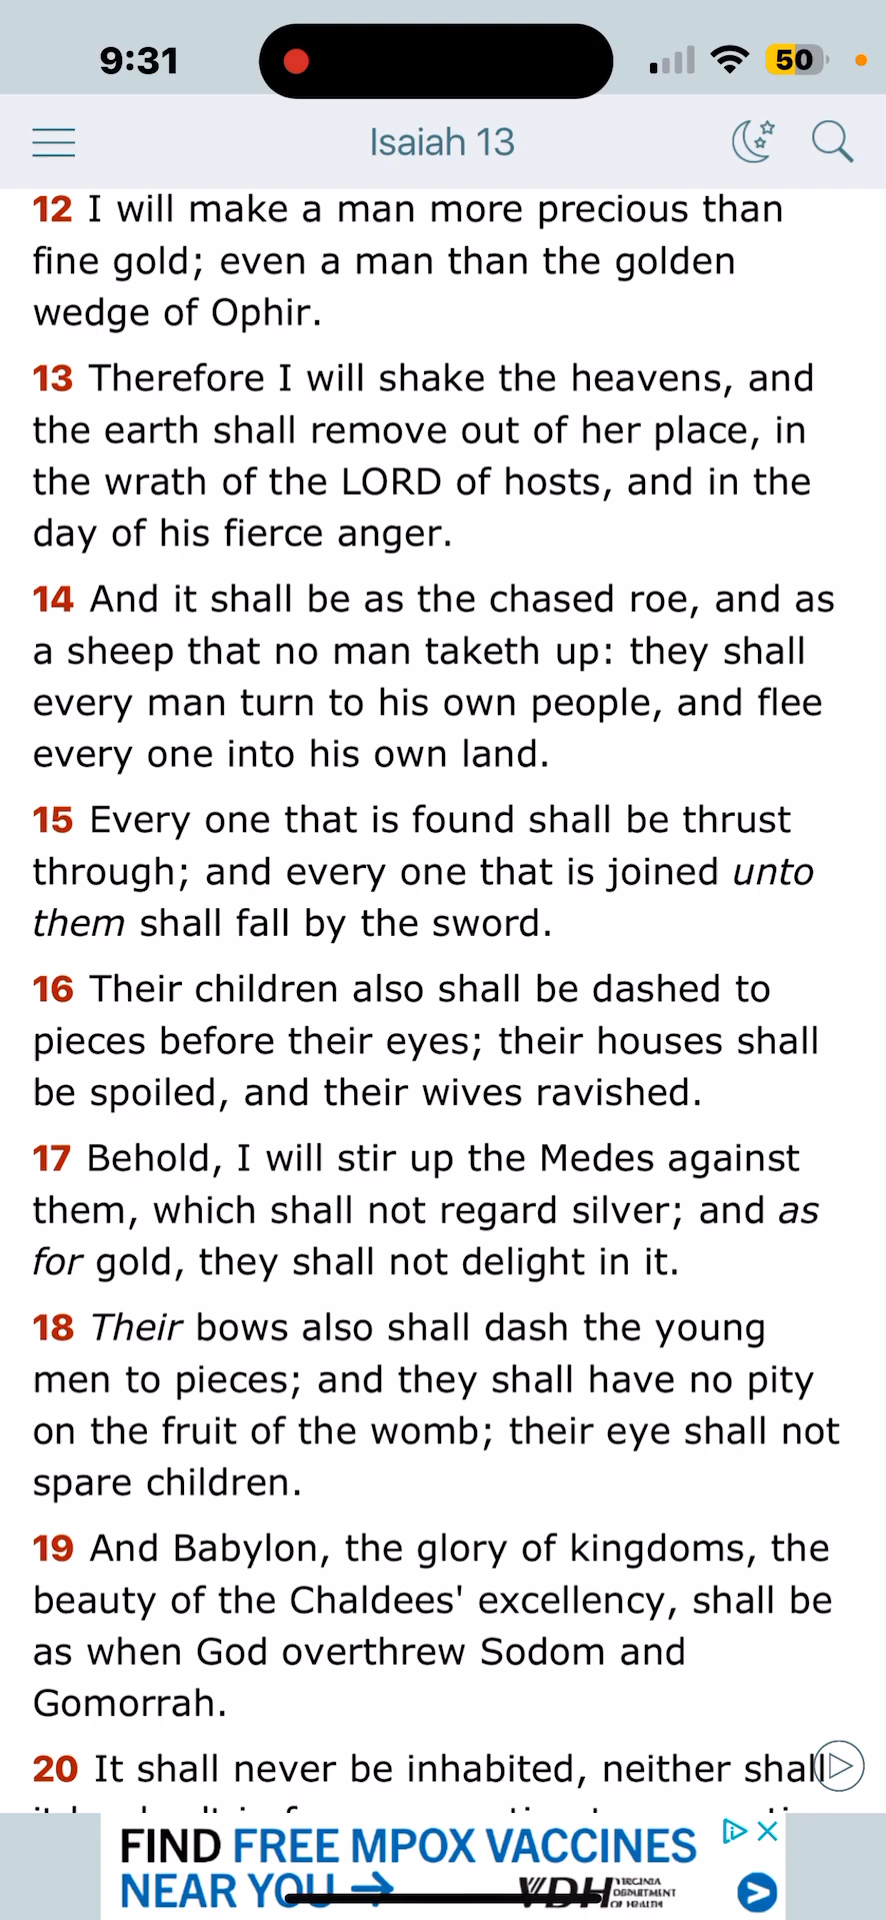 9:31
50
Isaiah 13
12 I will make a man more precious than
fine gold; even a man than the golden
wedge of Ophir.
13 Therefore I will shake the heavens, and
the earth shall remove out of her place, in
the wrath of the LORD of hosts, and in the
day of his fierce anger.
14 And it shall be as the chased roe, and as
a sheep that no man taketh up: they shall
every man turn to his own people, and flee
every one into his own land.
15 Every one that is found shall be thrust
through; and every one that is joined unto
them shall fall by the sword.
16 Their children also shall be dashed to
pieces before their eyes; their houses shall
be spoiled, and their wives ravished.
17 Behold, I will stir up the Medes against
them, which shall not regard silver; and as
for gold, they shall not delight in it.
18 Their bows also shall dash the young
men to pieces; and they shall have no pity
on the fruit of the womb; their eye shall not
spare children.
19 And Babylon, the glory of kingdoms, the
beauty of the Chaldees' excellency, shall be
as when God overthrew Sodom and
Gomorrah.
20 It shall never be inhabited, neither shall
FIND FREE MPOX VACCINES
NEAR YOU →
VDH VIRGINIA
DEPARTMENT
OF HEALTH